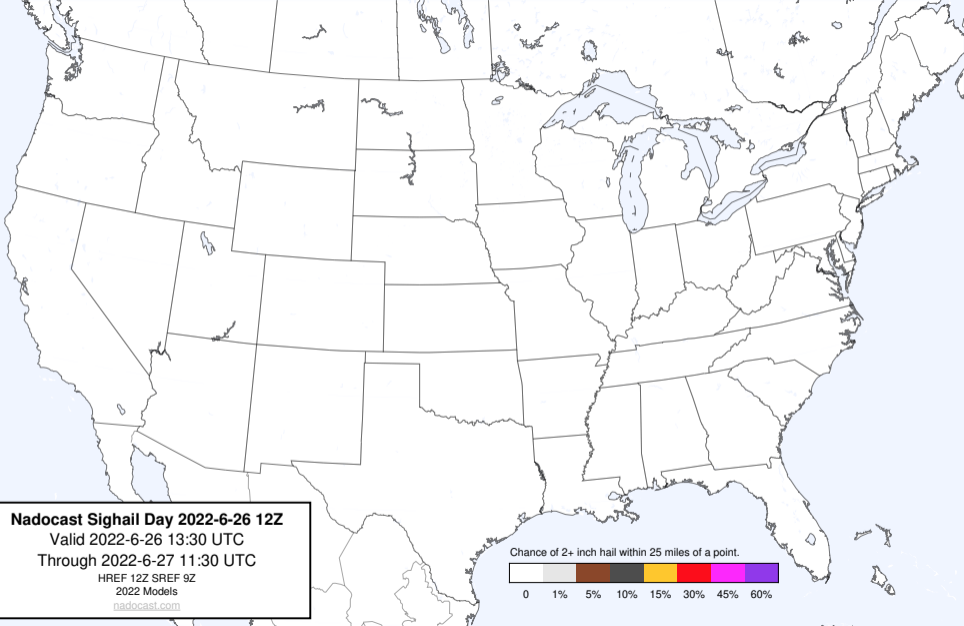 Nadocast Sighail Day 2022-6-26 12Z
Valid 2022-6-26 13:30 UTC
Through 2022-6-27 11:30 UTC
HREF 12Z SREF 9Z
2022 Models
nadocast.com
Chance of 2+ inch hail within 25 miles of a point.
0 1% 5% 10% 15% 30% 45% 60%